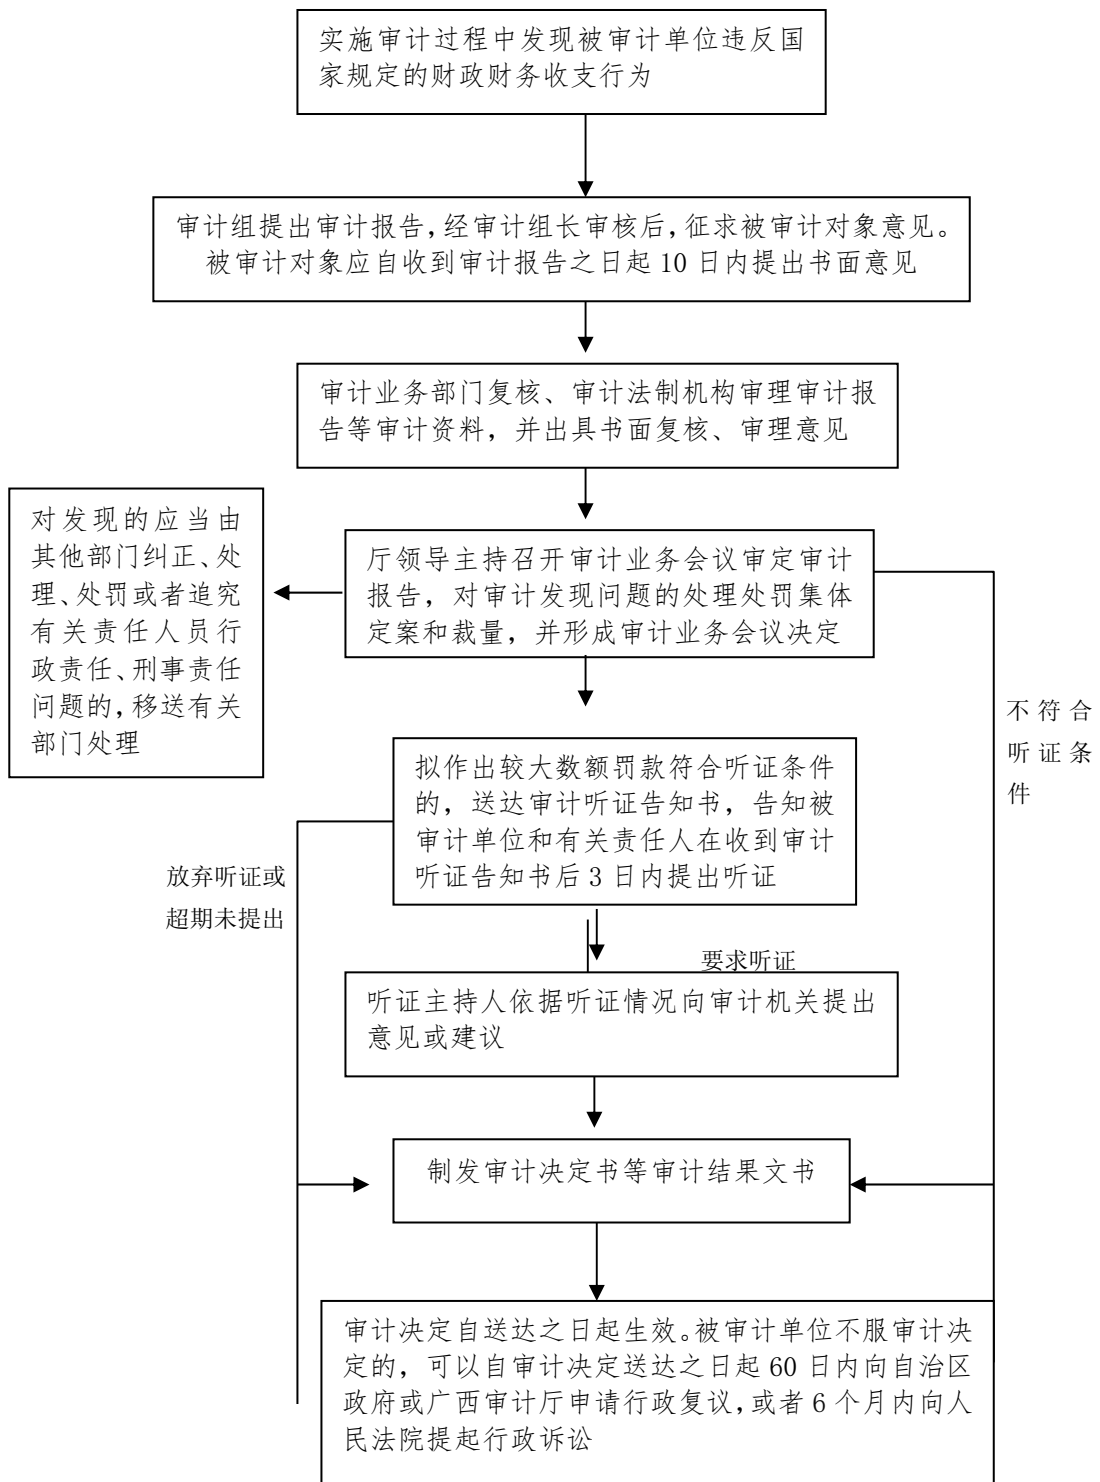 实施审计过程中发现被审计单位违反国
家规定的财政财务收支行为
审计组提出审计报告,经审计组长审核后,征求被审计对象意见。
被审计对象应自收到审计报告之日起 10 日内提出书面意见
审计业务部门复核、审计法制机构审理审计报
告等审计资料，并出具书面复核、审理意见
对发现的应当由
其他部门纠正、处
理、处罚或者追究
有关责任人员行
政责任、刑事责任
问题的,移送有关
部门处理
厅领导主持召开审计业务会议审定审计
报告，对审计发现问题的处理处罚集体
定案和裁量，并形成审计业务会议决定
不符合
听证条
件
拟作出较大数额罚款符合听证条件
的，送达审计听证告知书，告知被
审计单位和有关责任人在收到审计
听证告知书后 3 日内提出听证
放弃听证或
超期未提出
要求听证
听证主持人依据听证情况向审计机关提出
意见或建议
制发审计决定书等审计结果文书
审计决定自送达之日起生效。被审计单位不服审计决
定的，可以自审计决定送达之日起 60 日内向自治区
政府或广西审计厅申请行政复议,或者 6 个月内向人
民法院提起行政诉讼